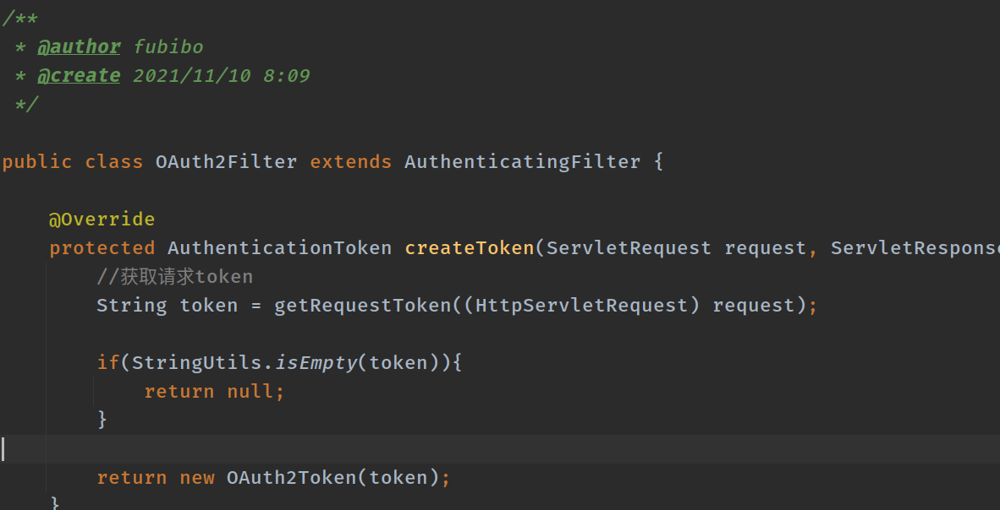 /**
 * @author fubibo
 * @create 2021/11/10 8:09
 */
public class OAuth2Filter extends AuthenticatingFilter {
    @Override
    protected AuthenticationToken createToken(ServletRequest request, ServletResponse
        //获取请求token
        String token = getRequestToken((HttpServletRequest) request);
        if(StringUtils.isEmpty(token)){
            return null;
        }
        return new OAuth2Token(token);
    }